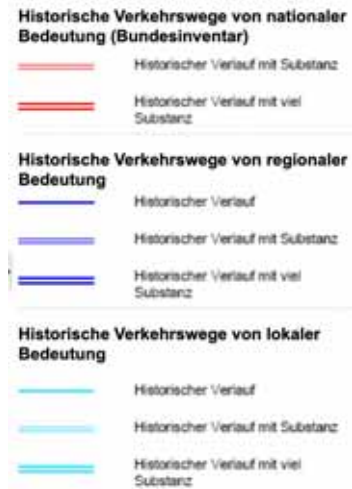 Historische Verkehrswege von nationaler
Bedeutung (Bundesinventar)
Historischer Verlauf mit Substanz
Historischer Verlauf mit viel
Substanz
Historische Verkehrswege von regionaler
Bedeutung
Historischer Verlauf
Historischer Verlauf mit Substanz
Historischer Verlauf mit viel
Substanz
Historische Verkehrswege von lokaler
Bedeutung
Historischer Verlauf
Historischer Verlauf mit Substanz
Historischer Verlauf mit viel
Substanz